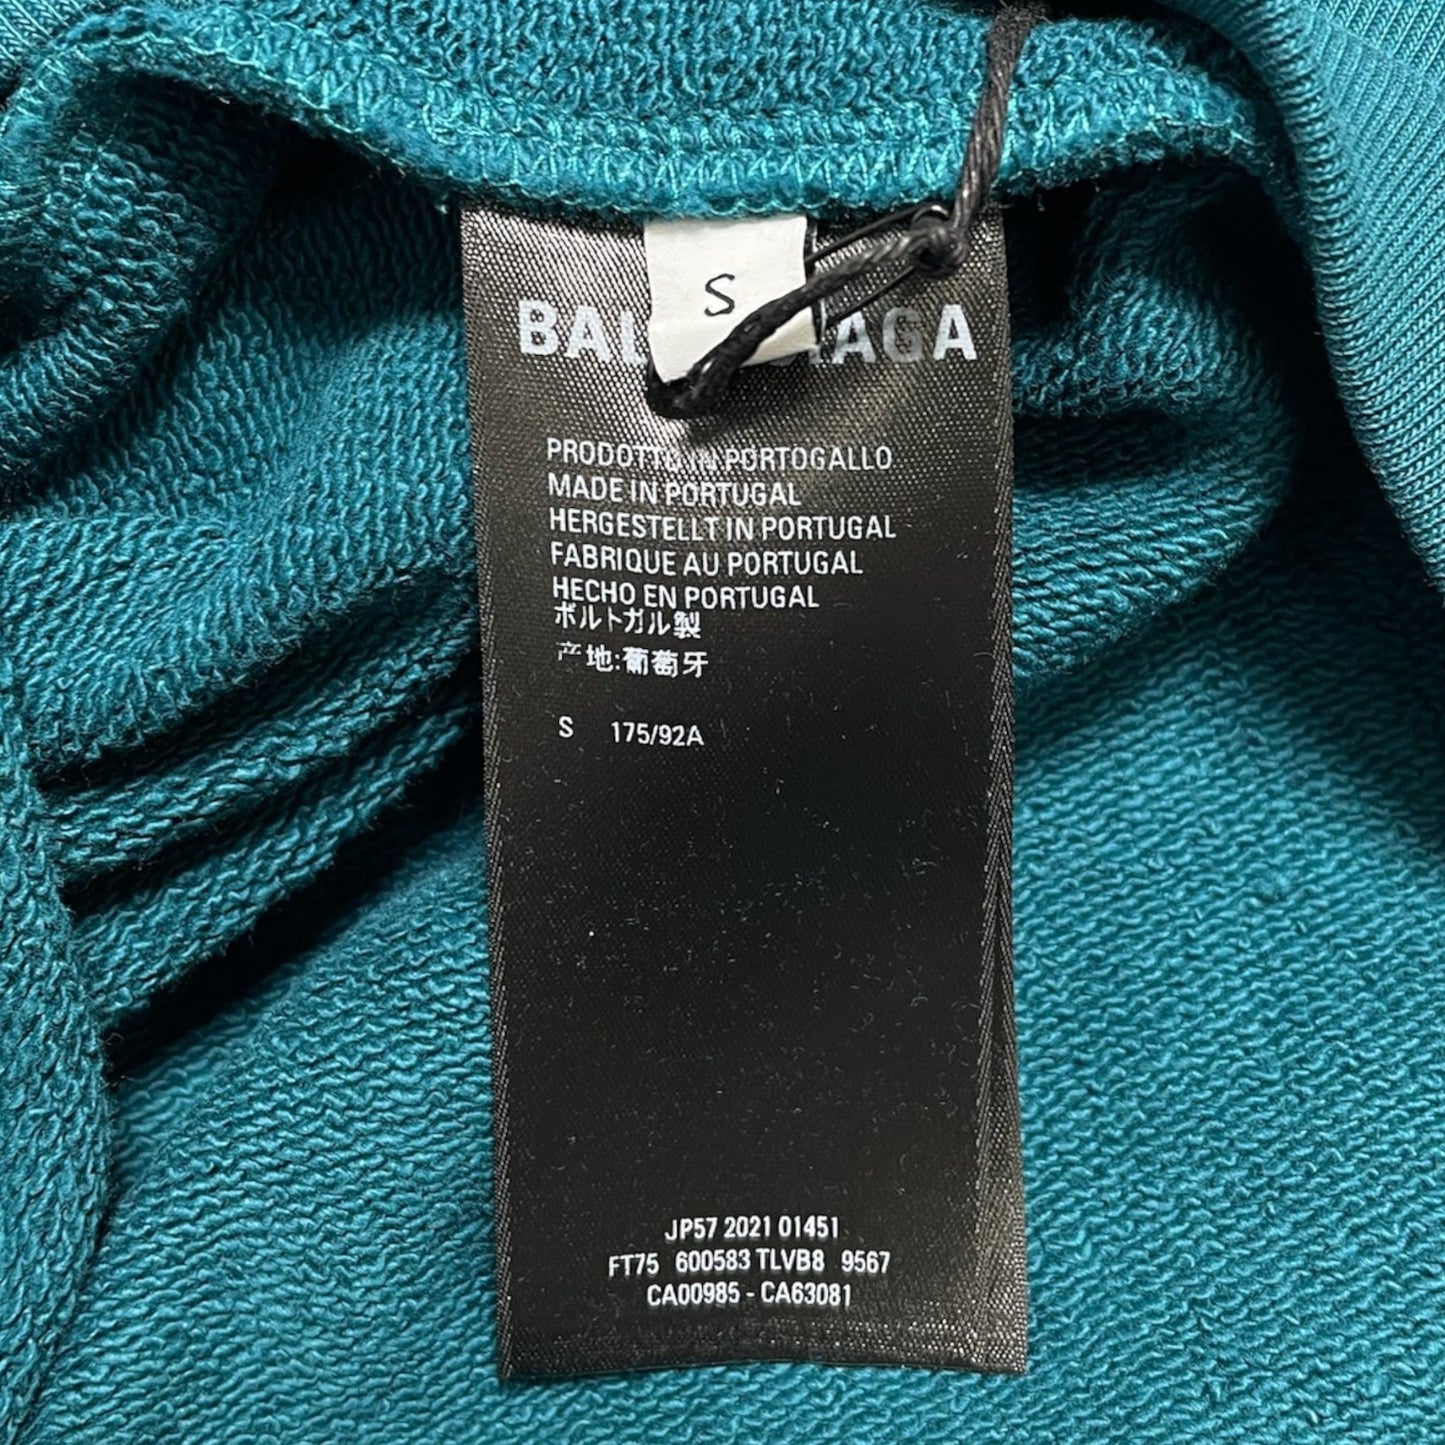 S
PRODOTTO IN PORTOGALLO
MADE IN PORTUGAL
HERGESTELLT IN PORTUGAL
FABRIQUE AU PORTUGAL
HECHO EN PORTUGAL
ポルトガル製
产地:葡萄牙
S 175/92A
JP57 2021 01451
FT75 600583 TLVB8 9567
CA00985 - CA63081